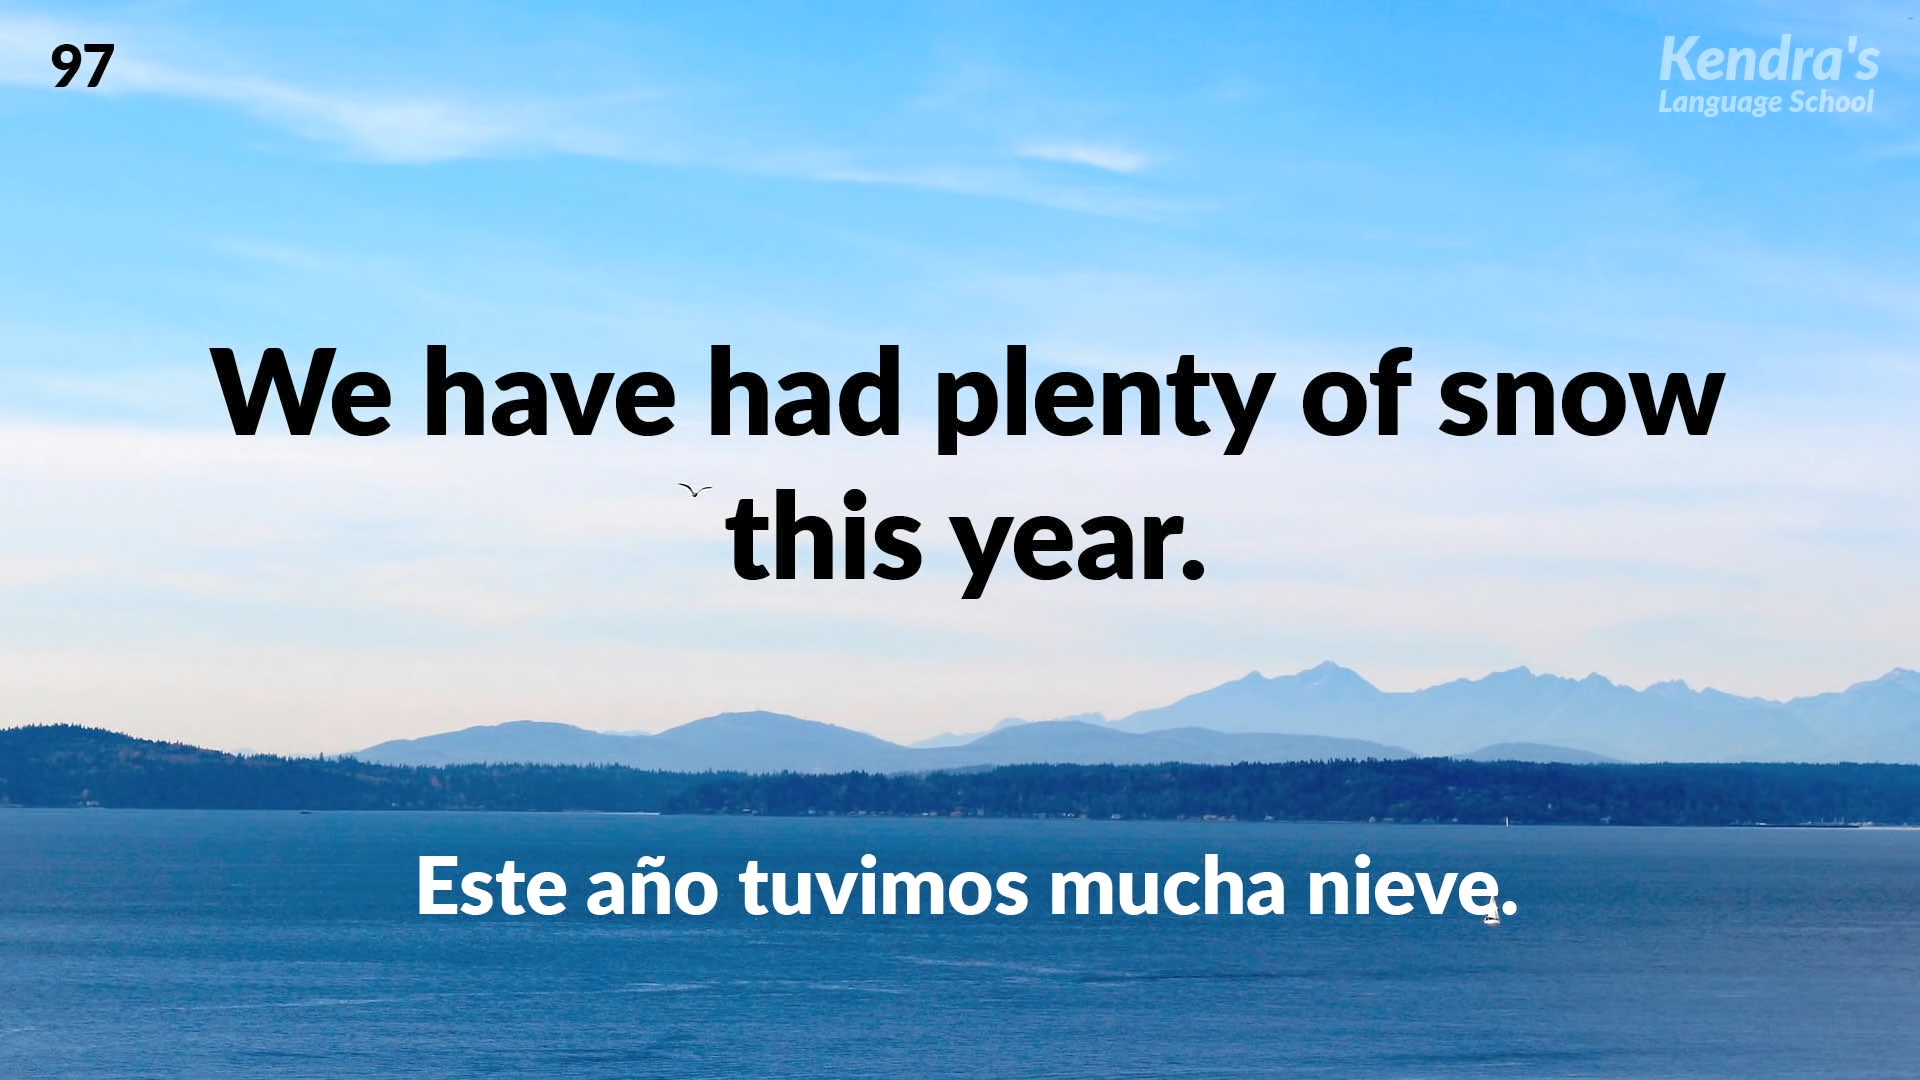 97
Kendra's
Language School
We have had plenty of snow
this year.
Este año tuvimos mucha nieve.